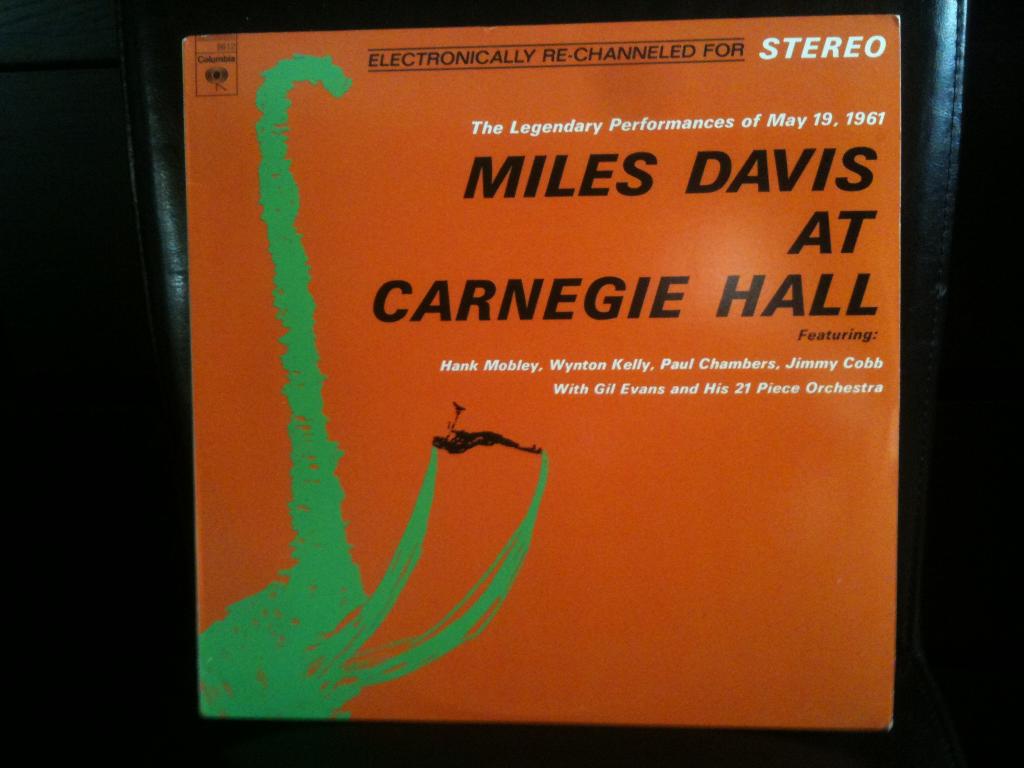 8612
Columbia
ELECTRONICALLY RE-CHANNELED FOR STEREO
The Legendary Performances of May 19, 1961
MILES DAVIS
AT
CARNEGIE HALL
Featuring:
Hank Mobley, Wynton Kelly, Paul Chambers, Jimmy Cobb
With Gil Evans and His 21 Piece Orchestra